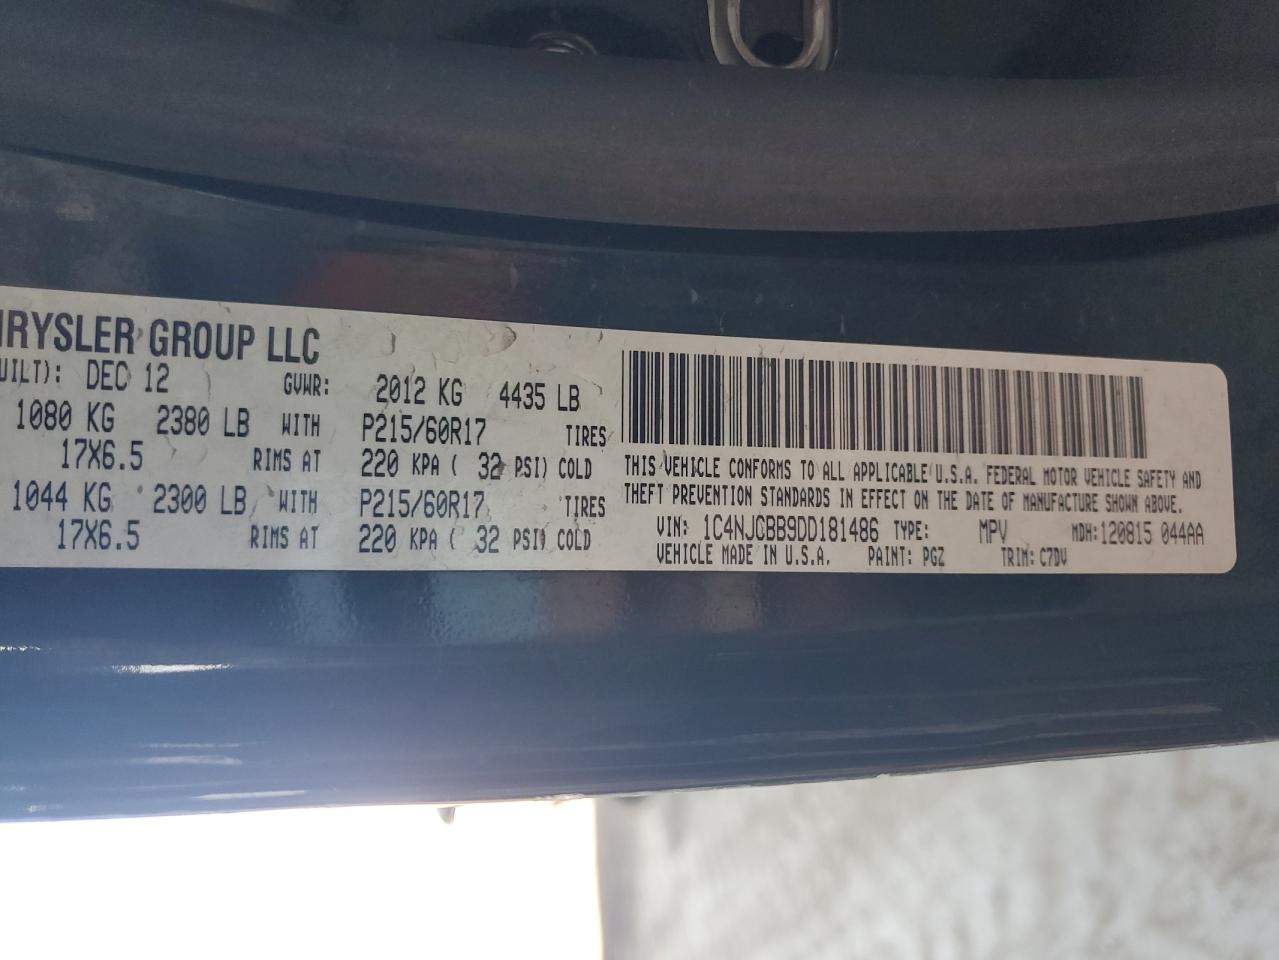 HRYSLER GROUP LLC
UILT): DEC 12 GVWR: 2012 KG 4435 LB
1080 KG 2380 LB WITH P215/60R17 TIRES
17X6.5 RIMS AT 220 KPA ( 32 PSI) COLD
1044 KG 2300 LB WITH P215/60R17 TIRES
17X6.5 RIMS AT 220 KPA ( 32 PSI) COLD
THIS VEHICLE CONFORMS TO ALL APPLICABLE U.S.A. FEDERAL MOTOR VEHICLE SAFETY AND
THEFT PREVENTION STANDARDS IN EFFECT ON THE DATE OF MANUFACTURE SHOWN ABOVE.
VIN: 1C4NJCBB9DD181486 TYPE: MPV MDH:120815 044AA
VEHICLE MADE IN U.S.A. PAINT: PGZ TRIM: C7DV